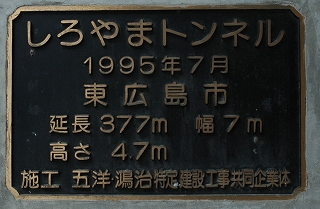 しろやまトンネル
1995年7月
東広島市
延長377m 幅7m
高さ 4.7m
施工 五洋・鴻治特定建設工事共同企業体